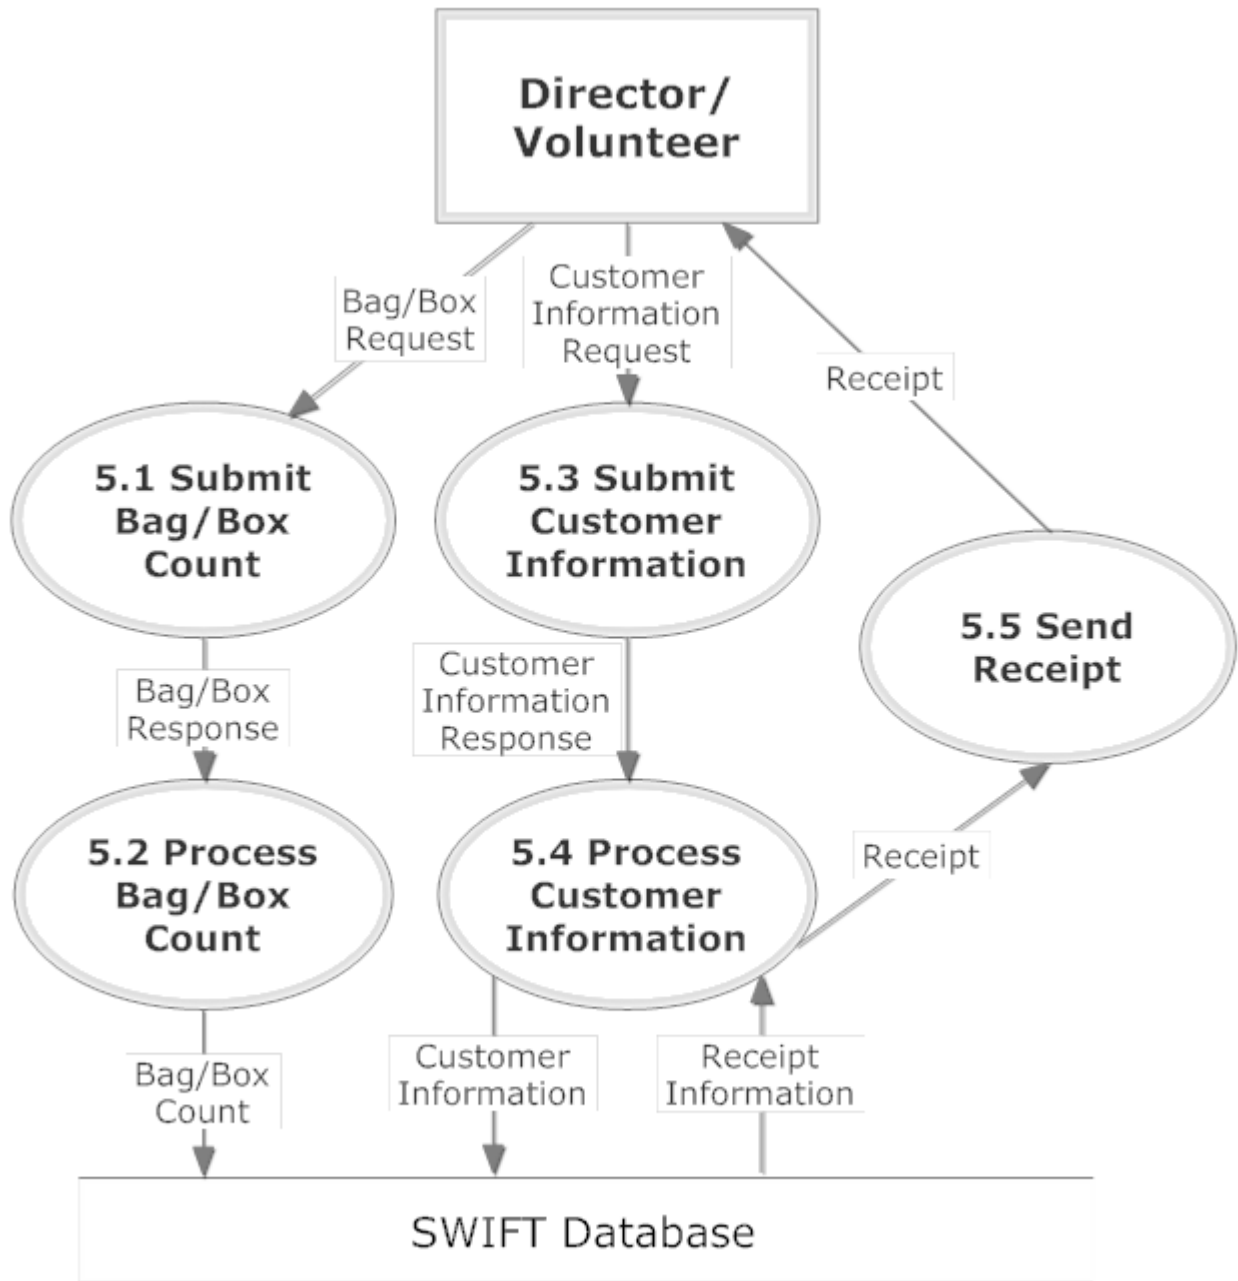 Director/
Volunteer
Bag/Box
Request
Customer
Information
Request
Receipt
5.1 Submit
Bag/Box
Count
5.3 Submit
Customer
Information
5.5 Send
Receipt
Bag/Box
Response
Customer
Information
Response
5.2 Process
Bag/Box
Count
5.4 Process
Customer
Information
Receipt
Bag/Box
Count
Customer
Information
Receipt
Information
SWIFT Database